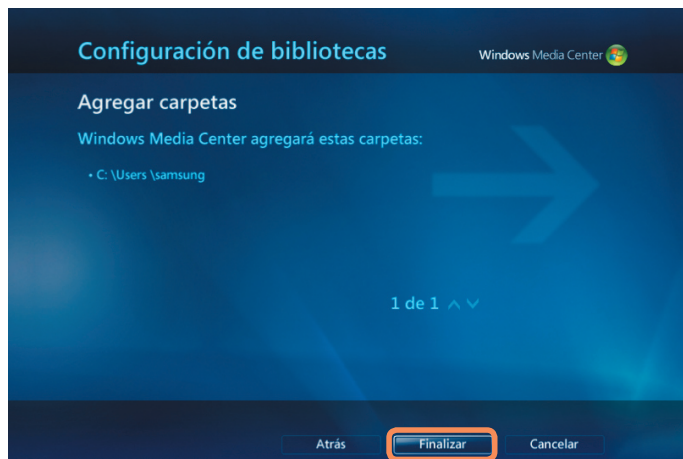 Configuración de bibliotecas
Windows Media Center
Agregar carpetas
Windows Media Center agregará estas carpetas:
• C: \Users \samsung
1 de 1
Atrás Finalizar Cancelar